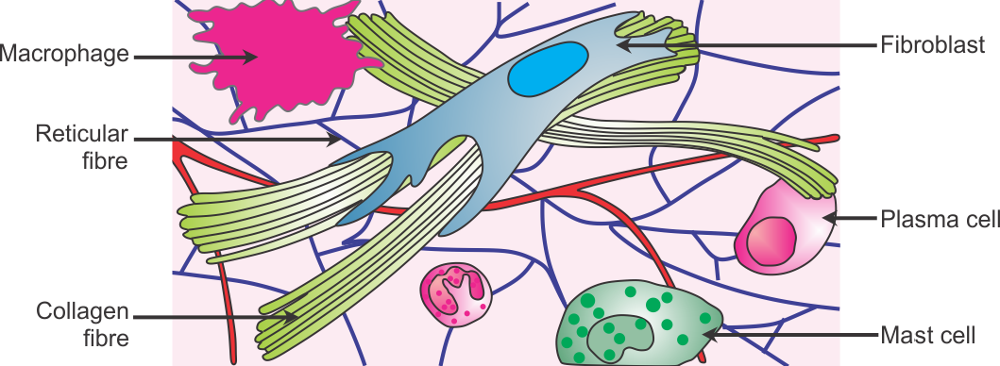 Macrophage
Fibroblast
Reticular
fibre
Plasma cell
Collagen
fibre
Mast cell